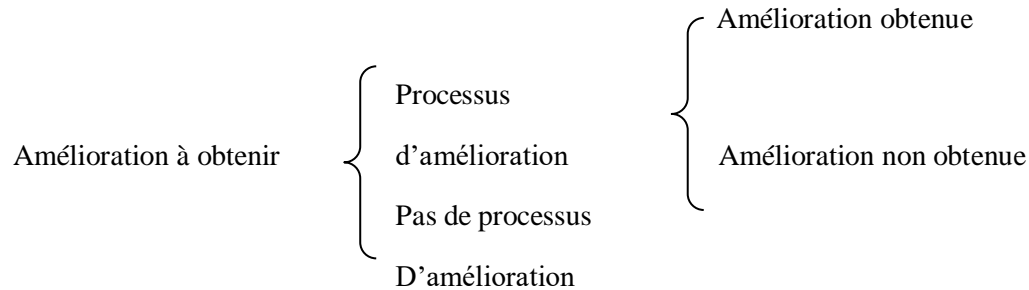 Amélioration à obtenir
Processus
d’amélioration
Pas de processus
D’amélioration
Amélioration obtenue
Amélioration non obtenue